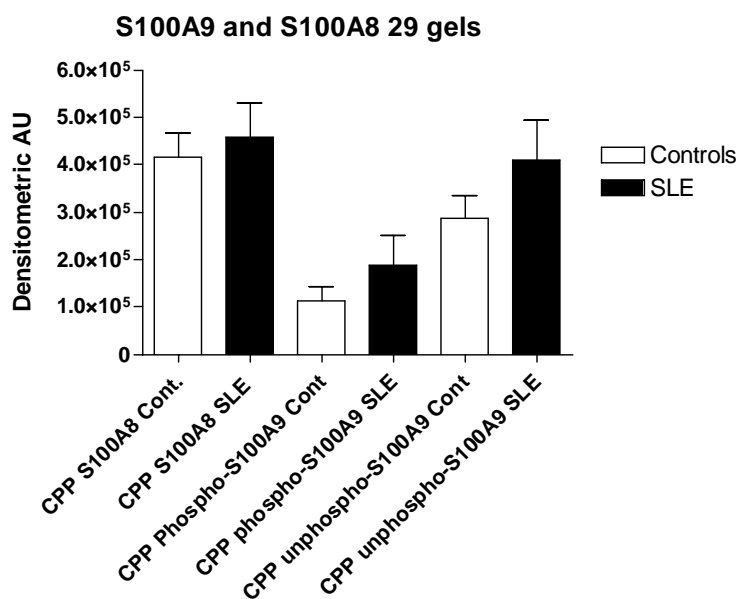 S100A9 and S100A8 29 gels
Densitometric AU
6.0×10⁵
5.0×10⁵
4.0×10⁵
3.0×10⁵
2.0×10⁵
1.0×10⁵
0
Controls
SLE
CPP S100A8 Cont.
CPP S100A8 SLE
CPP Phospho-S100A9 Cont
CPP phospho-S100A9 SLE
CPP unphospho-S100A9 Cont
CPP unphospho-S100A9 SLE